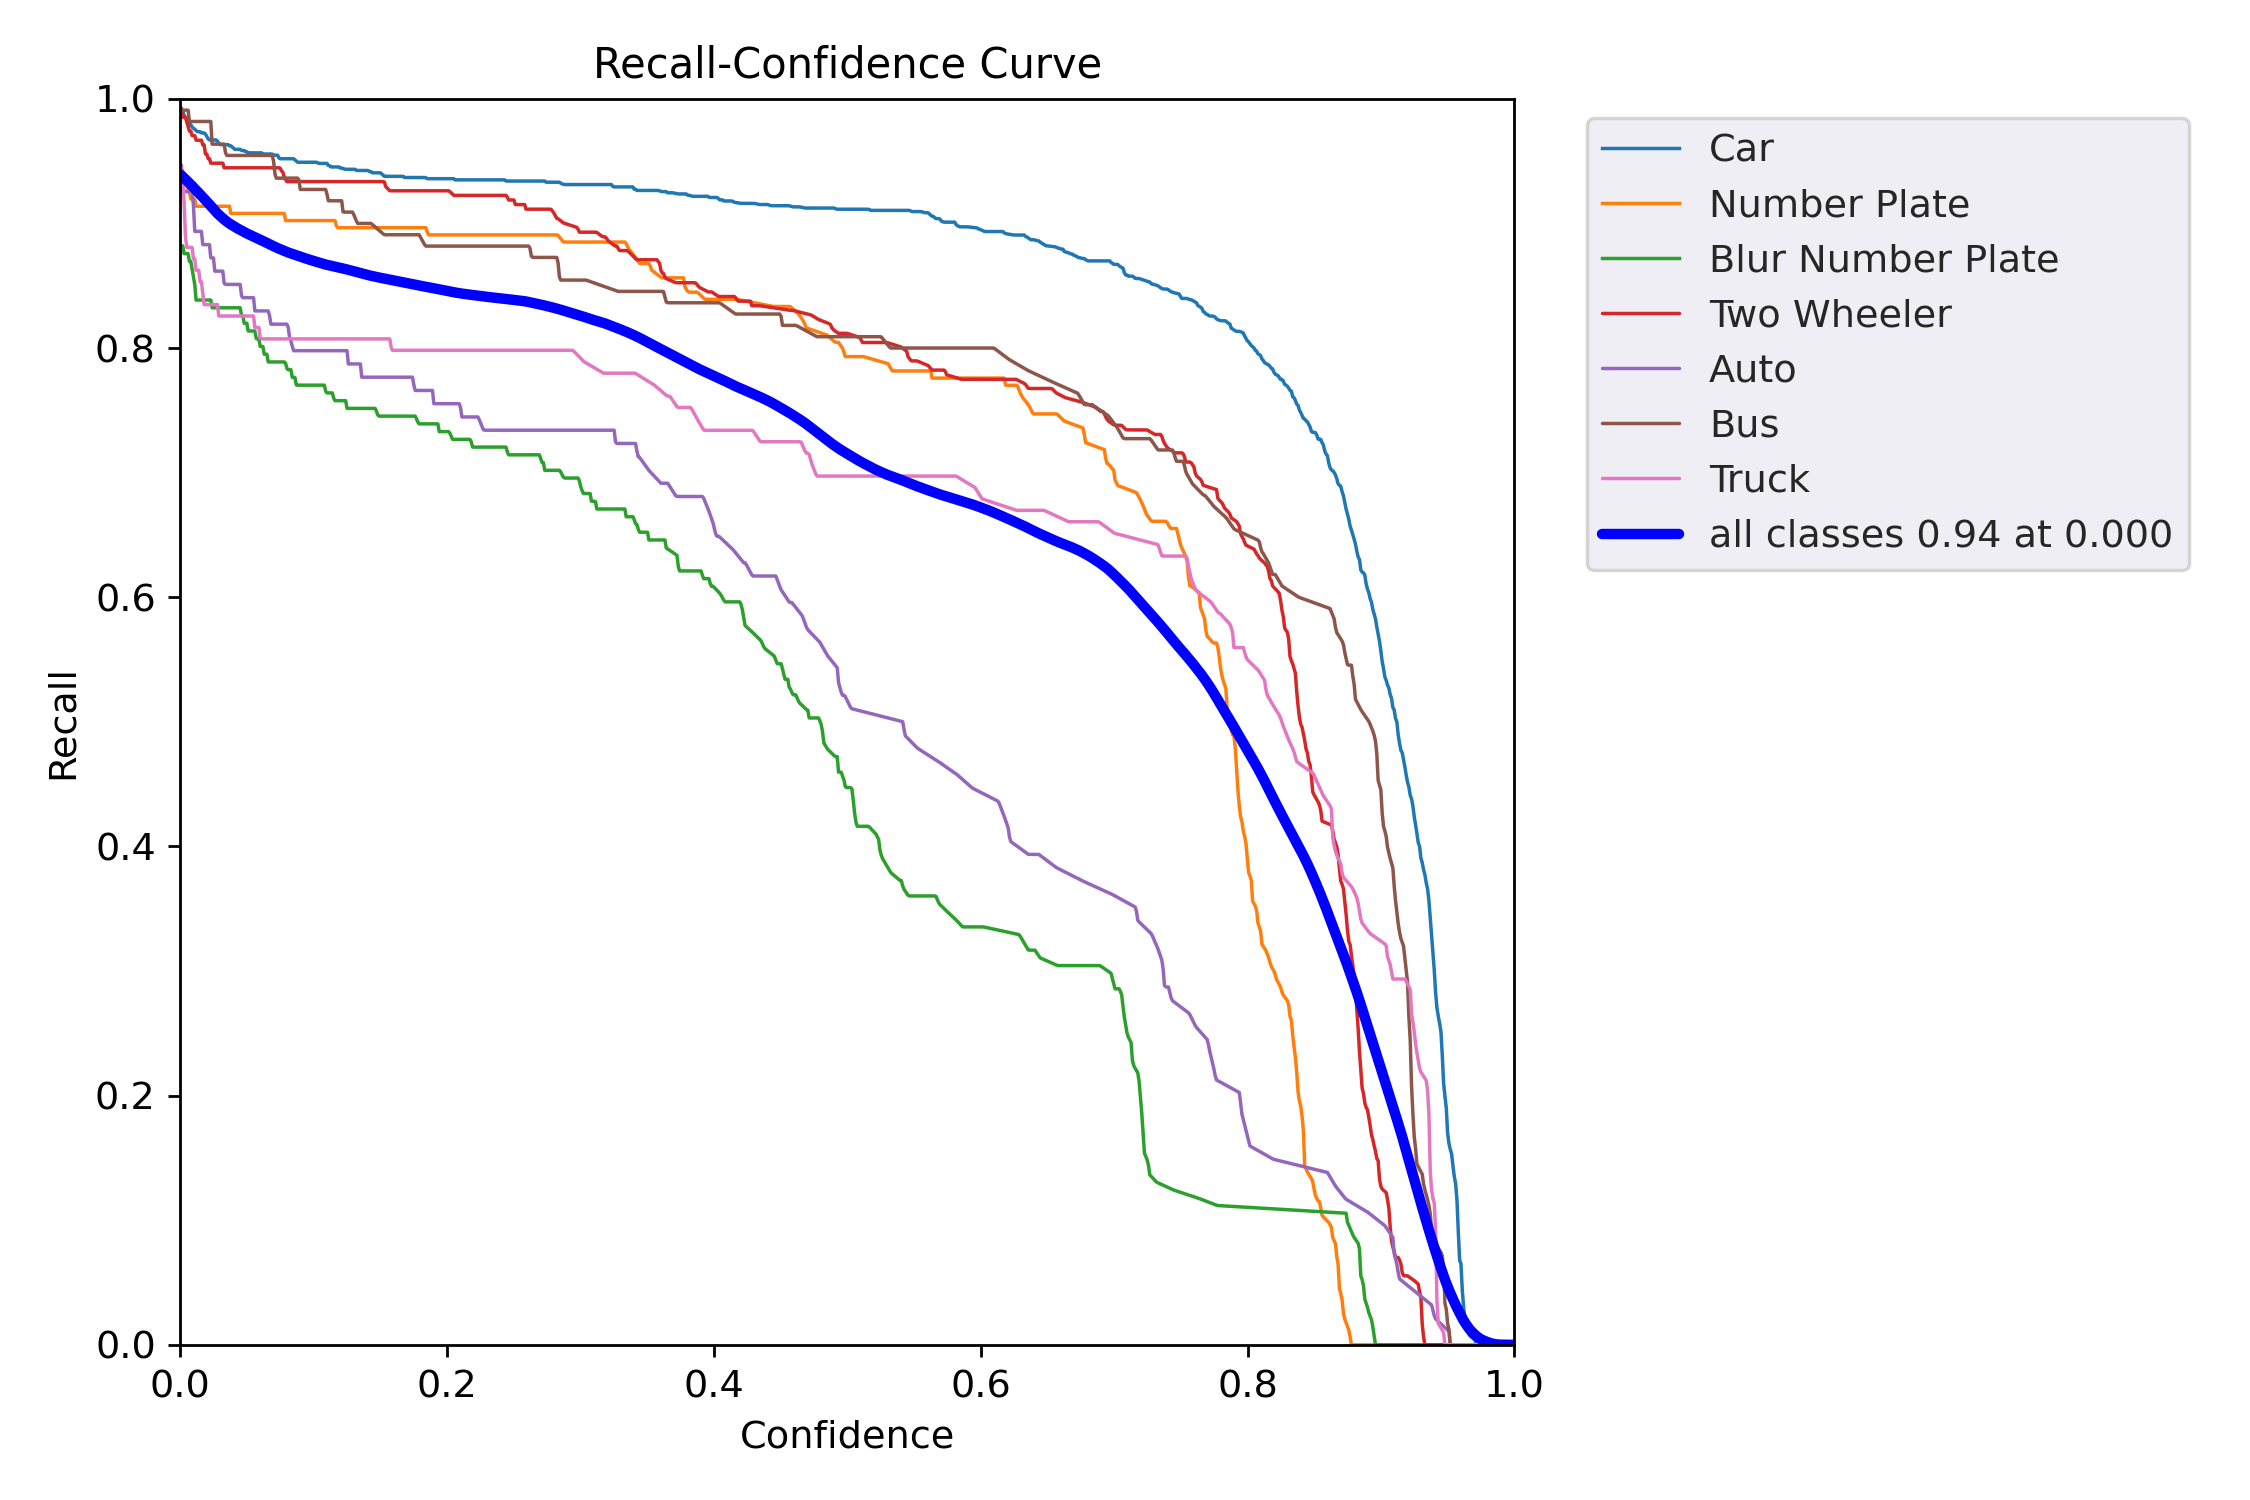 Recall-Confidence Curve
1.0
0.8
0.6
0.4
0.2
0.0
Recall
0.0 0.2 0.4 0.6 0.8 1.0
Confidence
Car
Number Plate
Blur Number Plate
Two Wheeler
Auto
Bus
Truck
all classes 0.94 at 0.000